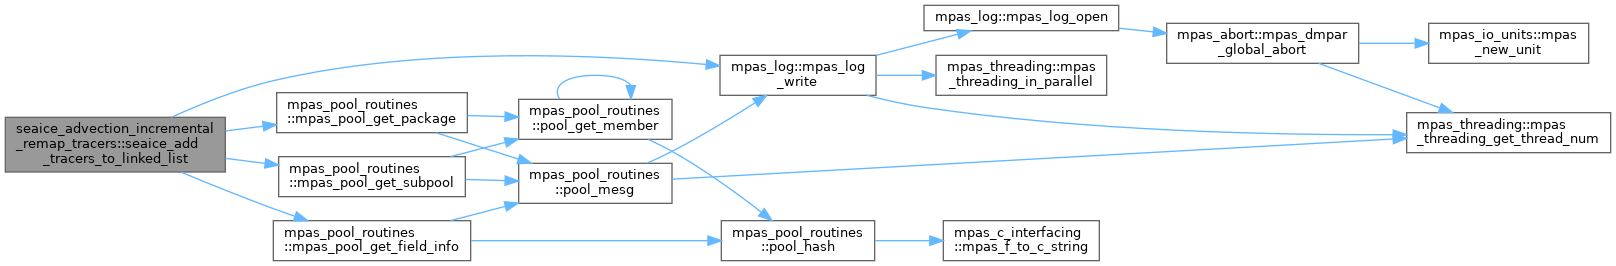 seaice_advection_incremental
_remap_tracers::seaice_add
_tracers_to_linked_list
mpas_pool_routines
::mpas_pool_get_package
mpas_pool_routines
::mpas_pool_get_subpool
mpas_pool_routines
::mpas_pool_get_field_info
mpas_pool_routines
::pool_get_member
mpas_pool_routines
::pool_mesg
mpas_log::mpas_log
_write
mpas_pool_routines
::pool_hash
mpas_log::mpas_log_open
mpas_threading::mpas
_threading_in_parallel
mpas_c_interfacing
::mpas_f_to_c_string
mpas_abort::mpas_dmpar
_global_abort
mpas_io_units::mpas
_new_unit
mpas_threading::mpas
_threading_get_thread_num